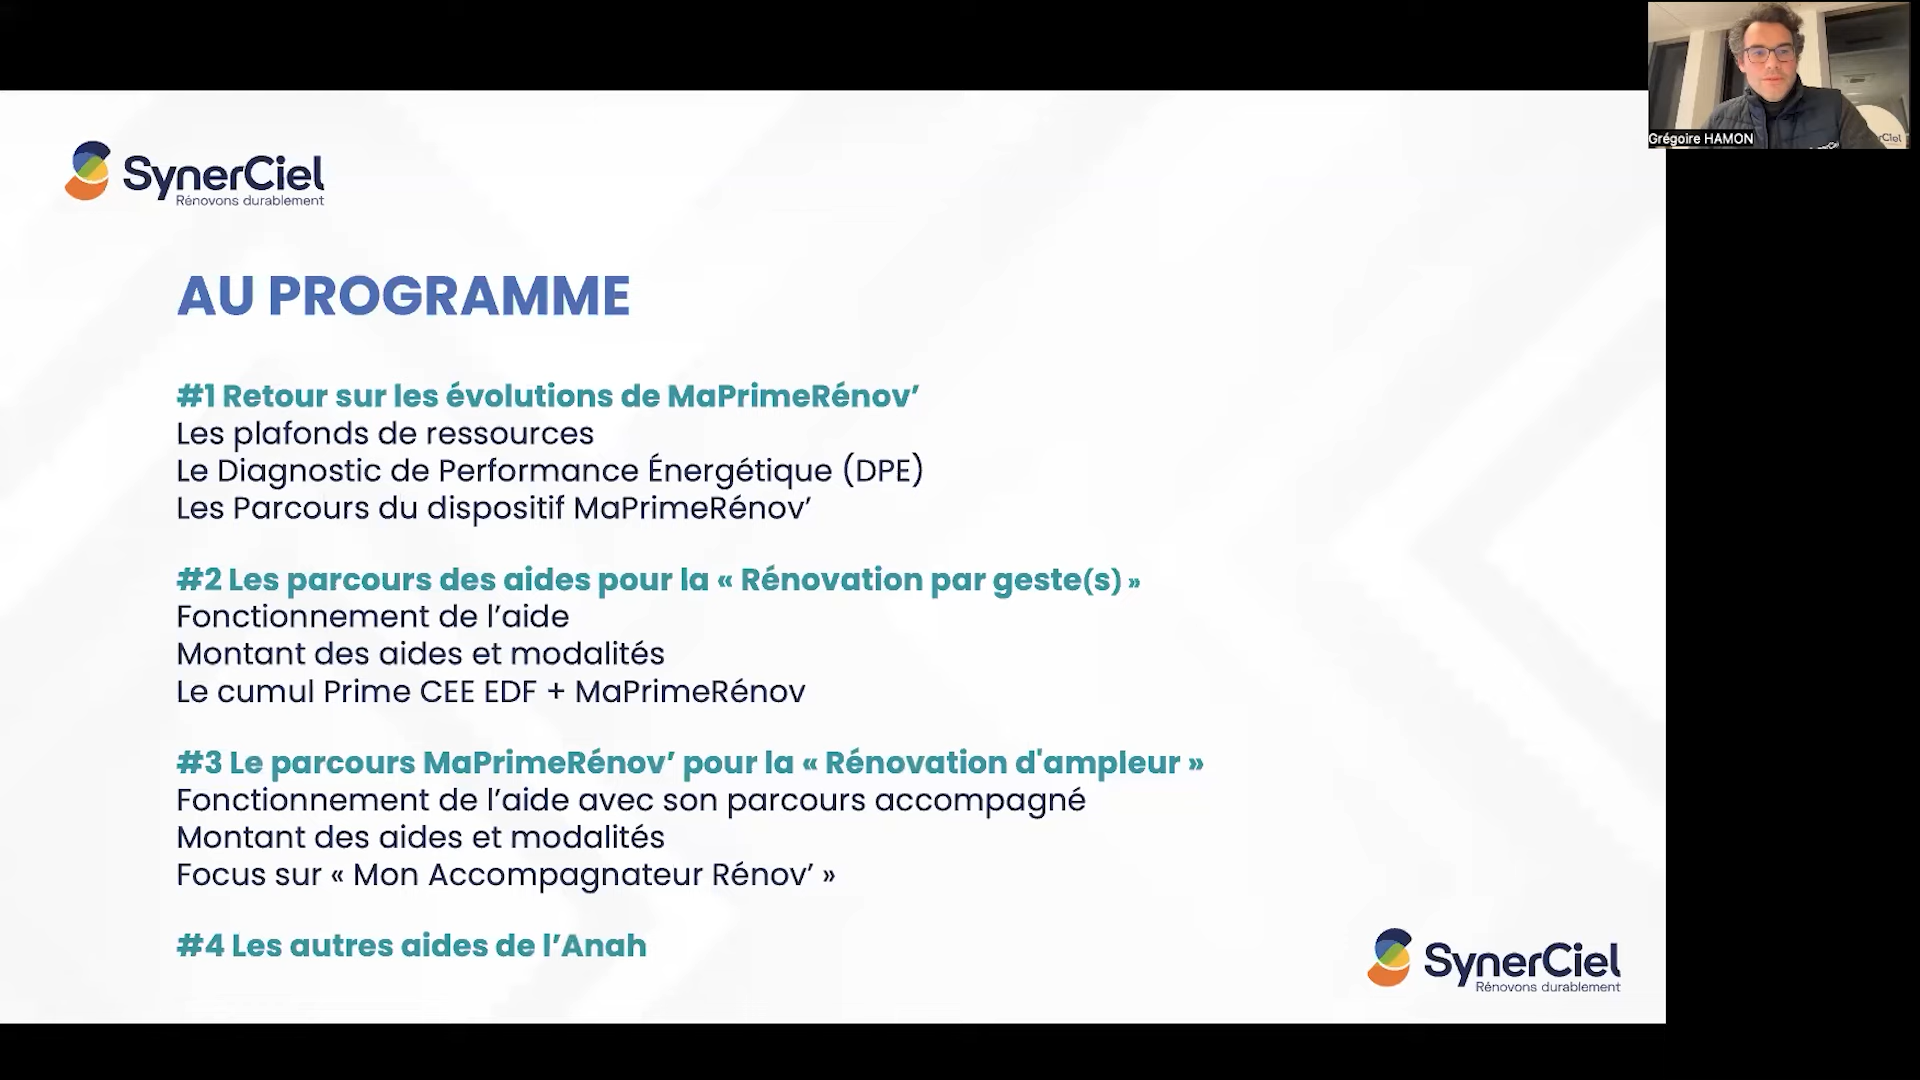 SynerCiel
Rénovons durablement
Grégoire HAMON
AU PROGRAMME
#1 Retour sur les évolutions de MaPrimeRénov’
Les plafonds de ressources
Le Diagnostic de Performance Énergétique (DPE)
Les Parcours du dispositif MaPrimeRénov’
#2 Les parcours des aides pour la « Rénovation par geste(s) »
Fonctionnement de l’aide
Montant des aides et modalités
Le cumul Prime CEE EDF + MaPrimeRénov
#3 Le parcours MaPrimeRénov’ pour la « Rénovation d'ampleur »
Fonctionnement de l’aide avec son parcours accompagné
Montant des aides et modalités
Focus sur « Mon Accompagnateur Rénov’ »
#4 Les autres aides de l’Anah
SynerCiel
Rénovons durablement